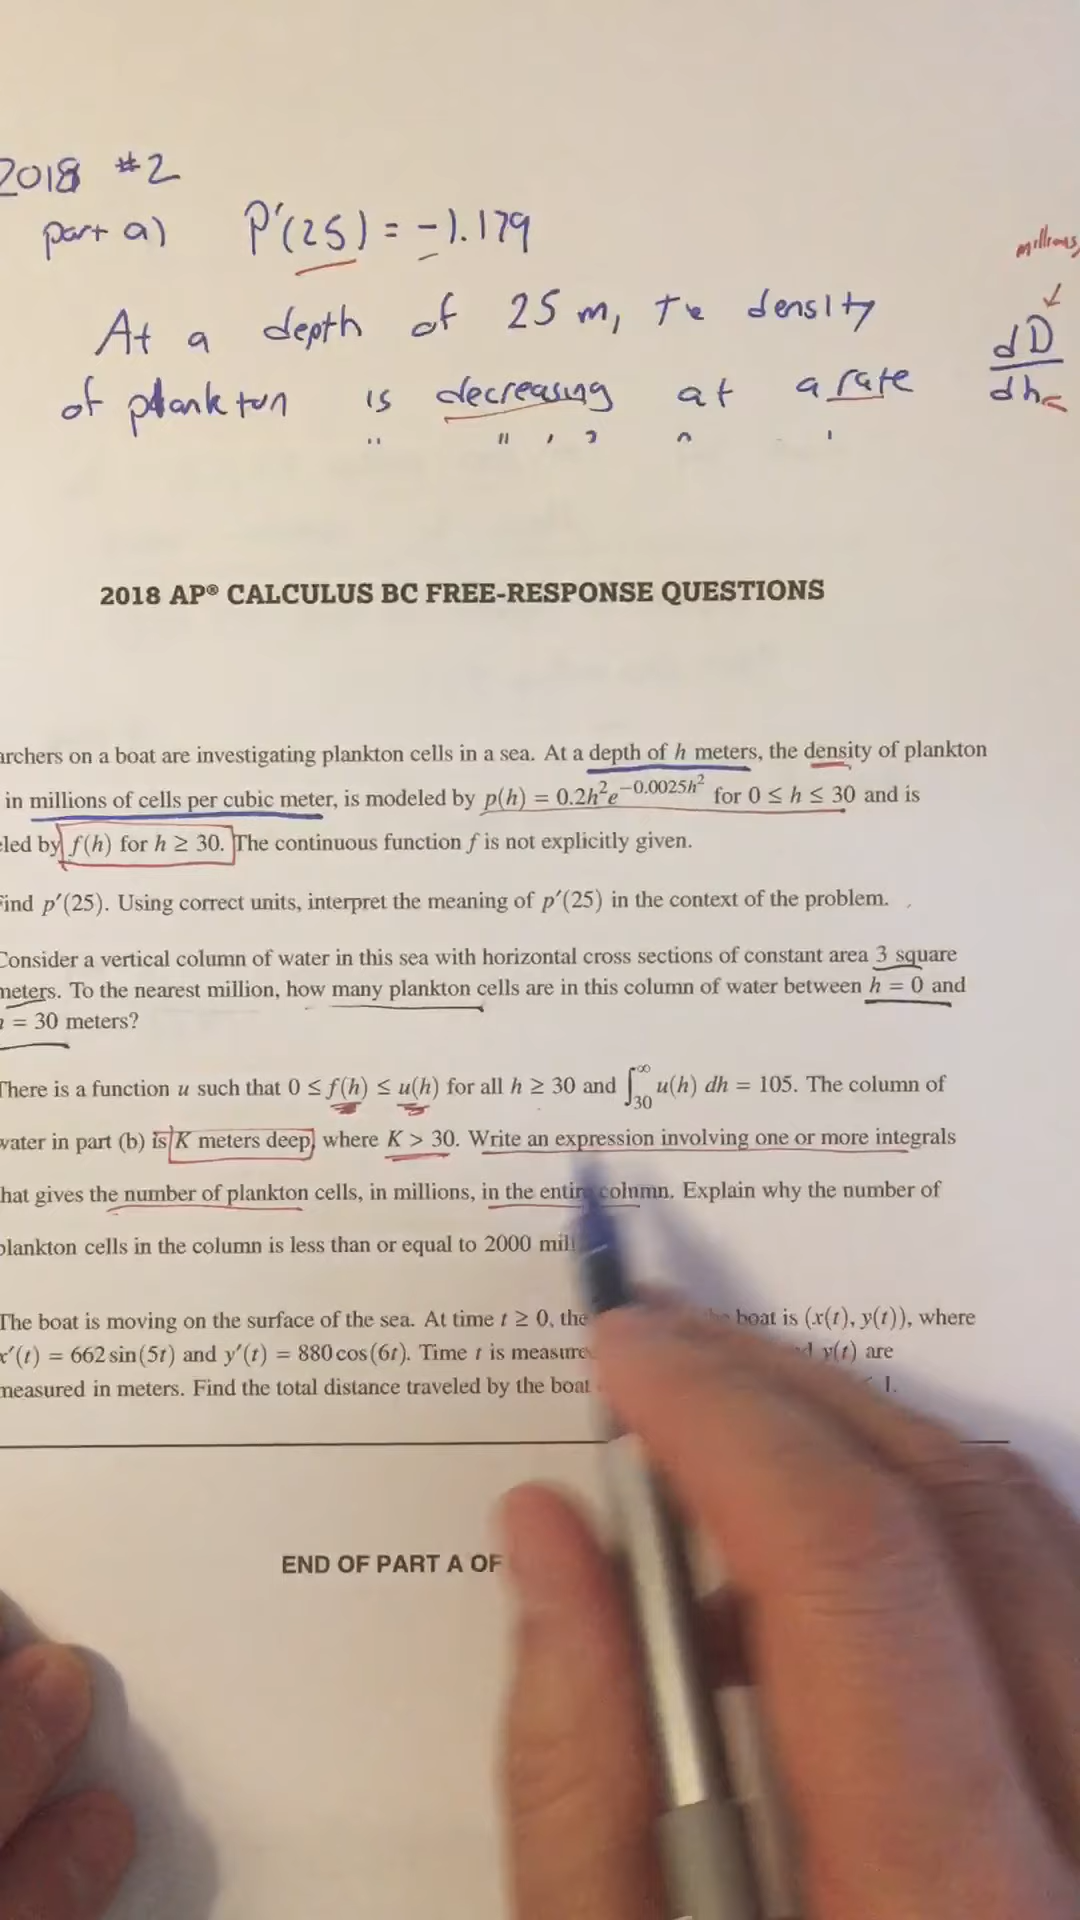 2018 #2
part a) P'(25) = -1.179
millions
At a depth of 25 m, the density
dD
of plankton is decreasing at a rate
dh
2018 AP® CALCULUS BC FREE-RESPONSE QUESTIONS
archers on a boat are investigating plankton cells in a sea. At a depth of h meters, the density of plankton
in millions of cells per cubic meter, is modeled by p(h) = 0.2h²e^−0.0025h² for 0 ≤ h ≤ 30 and is
led by f(h) for h ≥ 30. The continuous function f is not explicitly given.
Find p′(25). Using correct units, interpret the meaning of p′(25) in the context of the problem.
Consider a vertical column of water in this sea with horizontal cross sections of constant area 3 square
meters. To the nearest million, how many plankton cells are in this column of water between h = 0 and
= 30 meters?
There is a function u such that 0 ≤ f(h) ≤ u(h) for all h ≥ 30 and ∫₃₀^∞ u(h) dh = 105. The column of
water in part (b) is K meters deep, where K > 30. Write an expression involving one or more integrals
hat gives the number of plankton cells, in millions, in the entire column. Explain why the number of
plankton cells in the column is less than or equal to 2000 mil
The boat is moving on the surface of the sea. At time t ≥ 0, the boat is (x(t), y(t)), where
x′(t) = 662 sin(5t) and y′(t) = 880 cos(6t). Time t is measure y(t) are
measured in meters. Find the total distance traveled by the boat 1.
END OF PART A OF